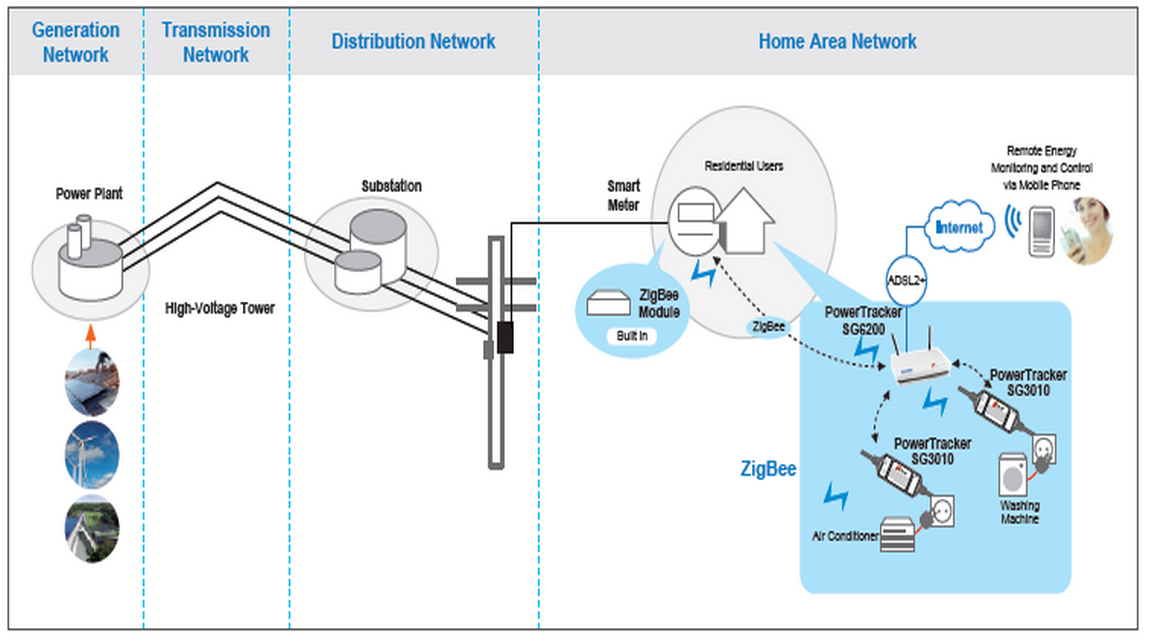 Generation
Network
Transmission
Network
Distribution Network
Home Area Network
Power Plant
High-Voltage Tower
Substation
Smart
Meter
Residential Users
ZigBee
Module
Built in
ZigBee
Remote Energy
Monitoring and Control
via Mobile Phone
Internet
ADSL2+
PowerTracker
SG6200
PowerTracker
SG3010
PowerTracker
SG3010
ZigBee
Washing
Machine
Air Conditioner